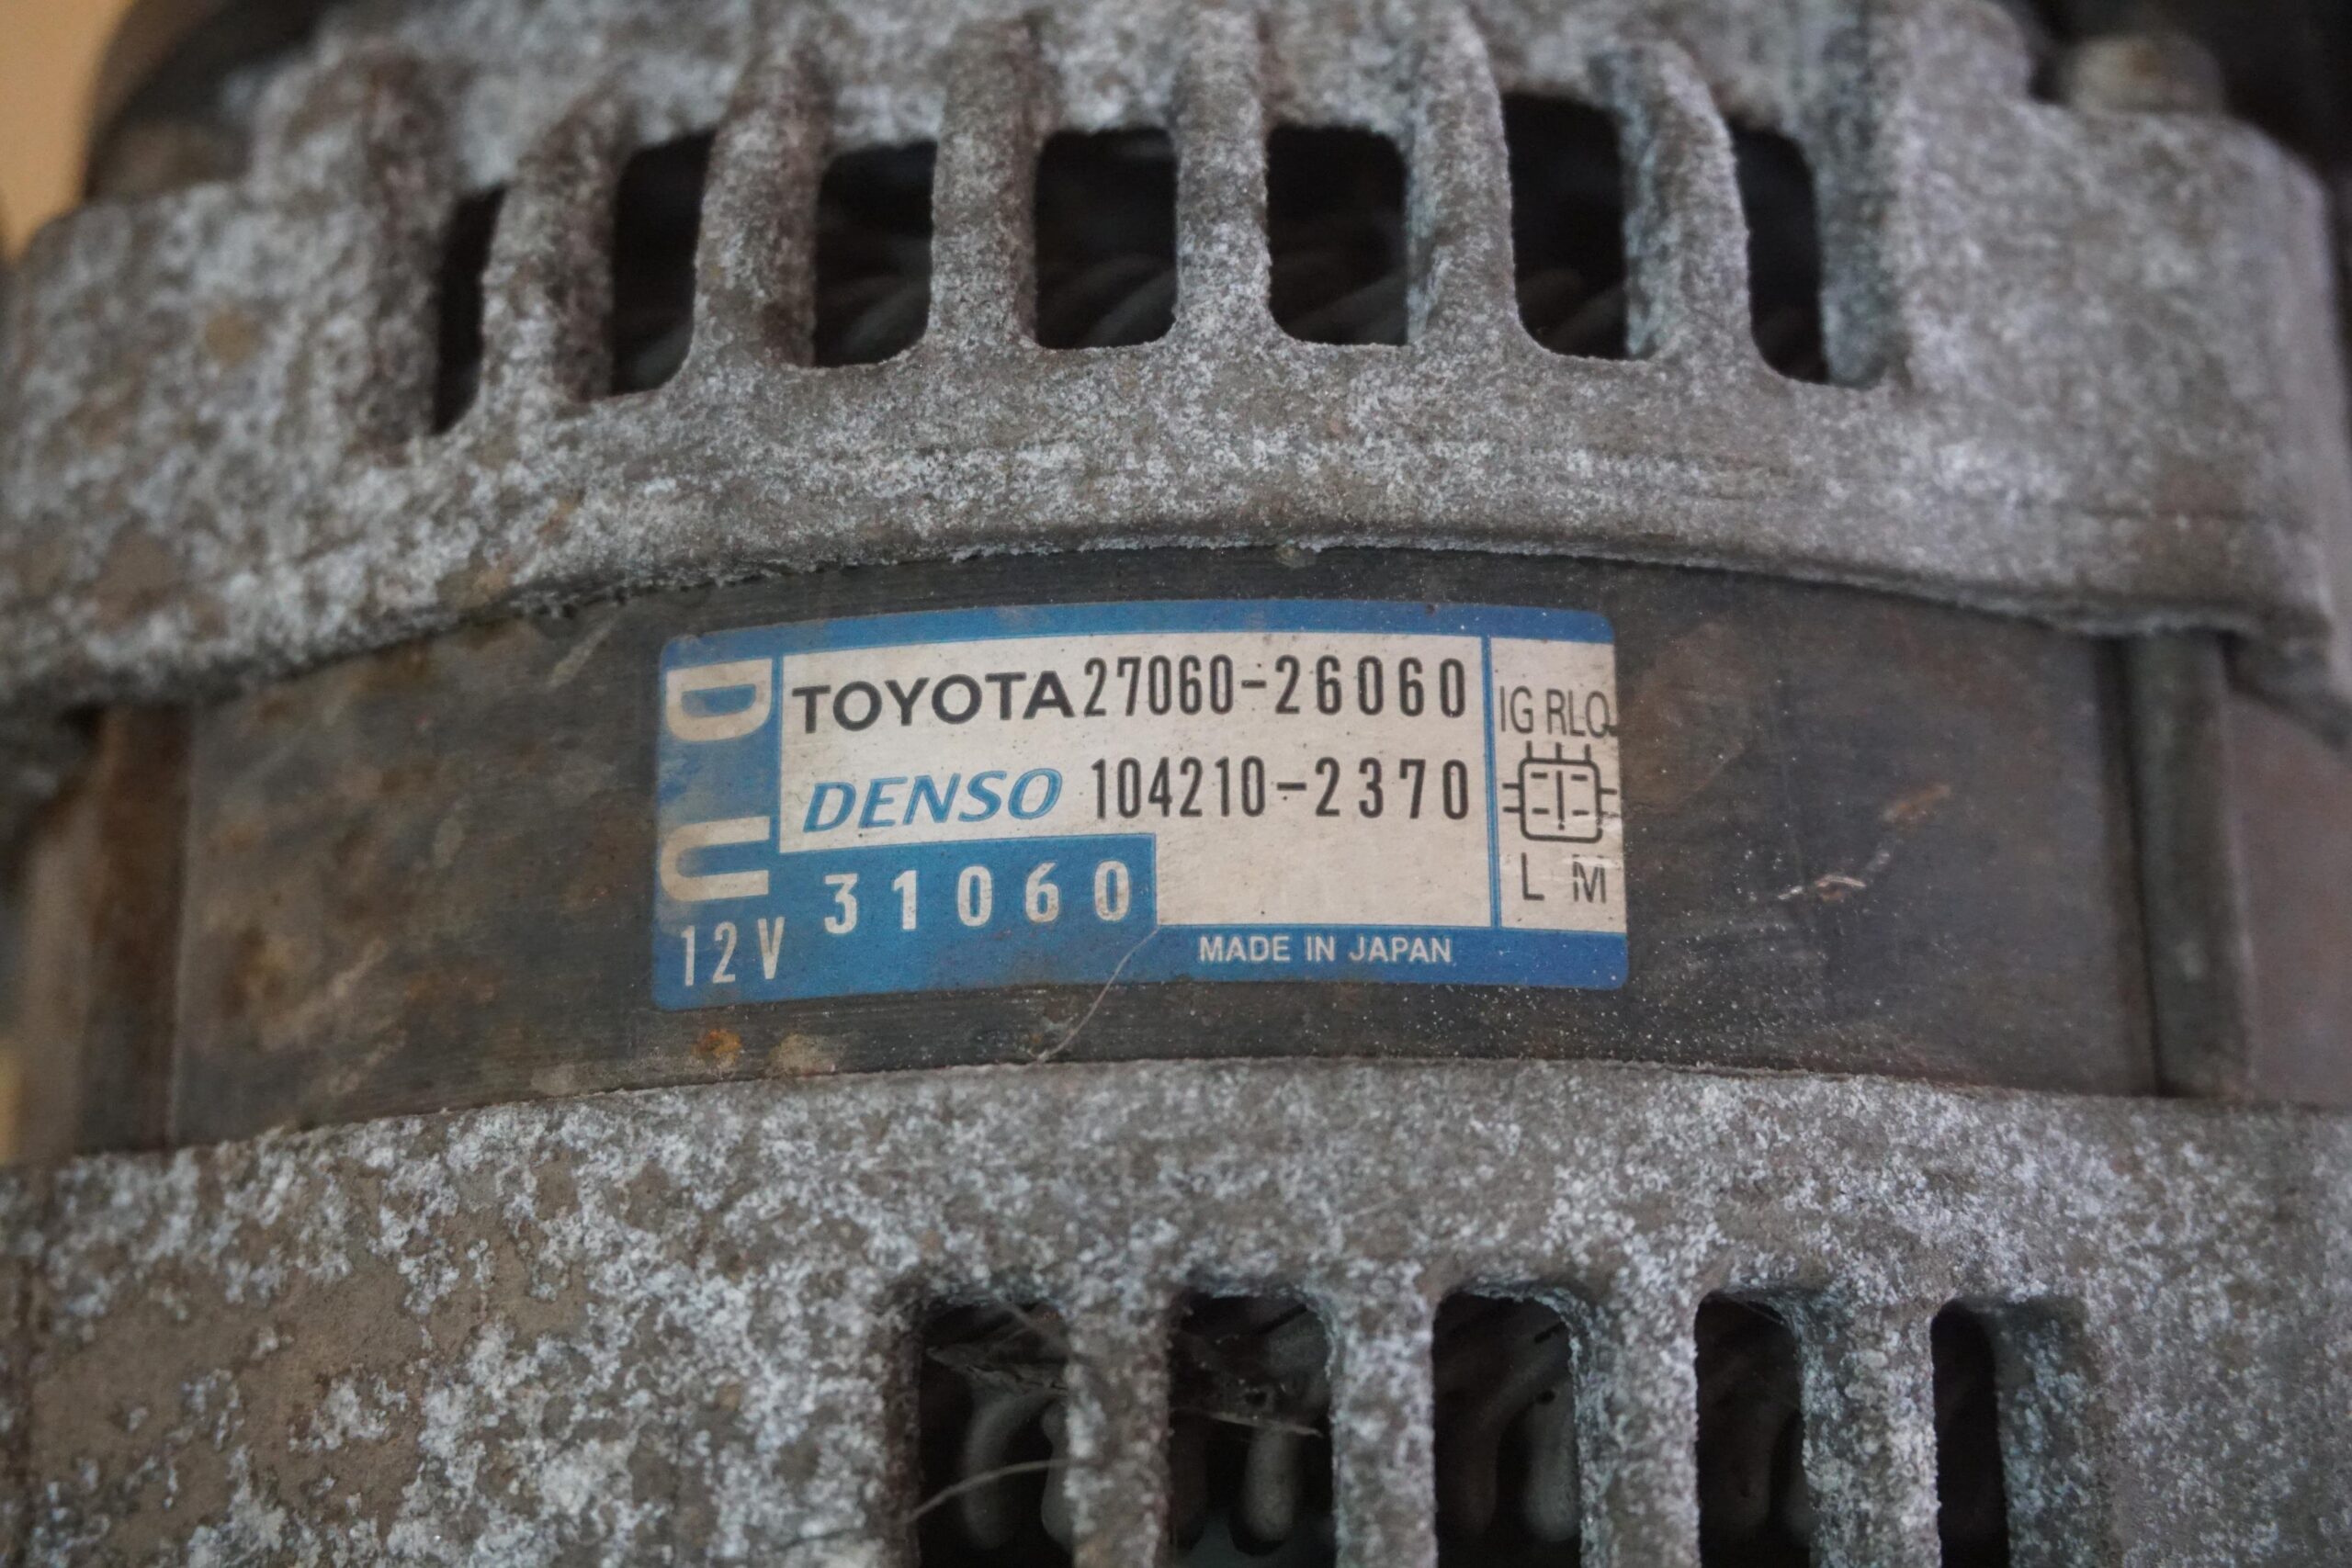 DU
TOYOTA 27060-26060
DENSO 104210-2370
31060
12V
MADE IN JAPAN
IG RLO
L M